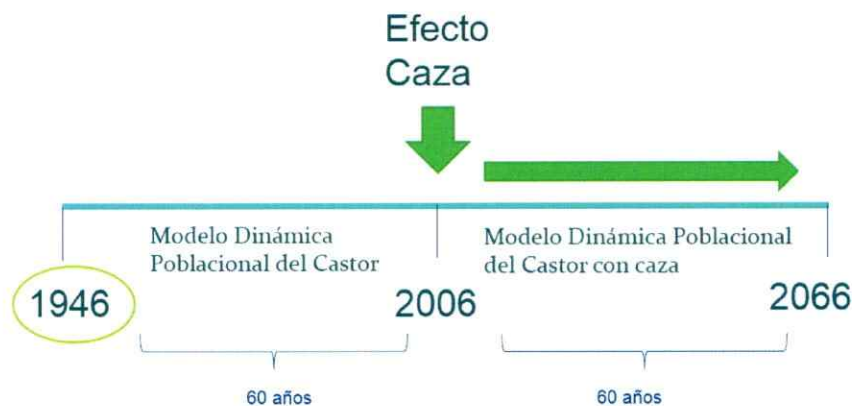 Efecto
Caza
Modelo Dinámica
Poblacional del Castor
Modelo Dinámica Poblacional
del Castor con caza
1946
2006
2066
60 años
60 años